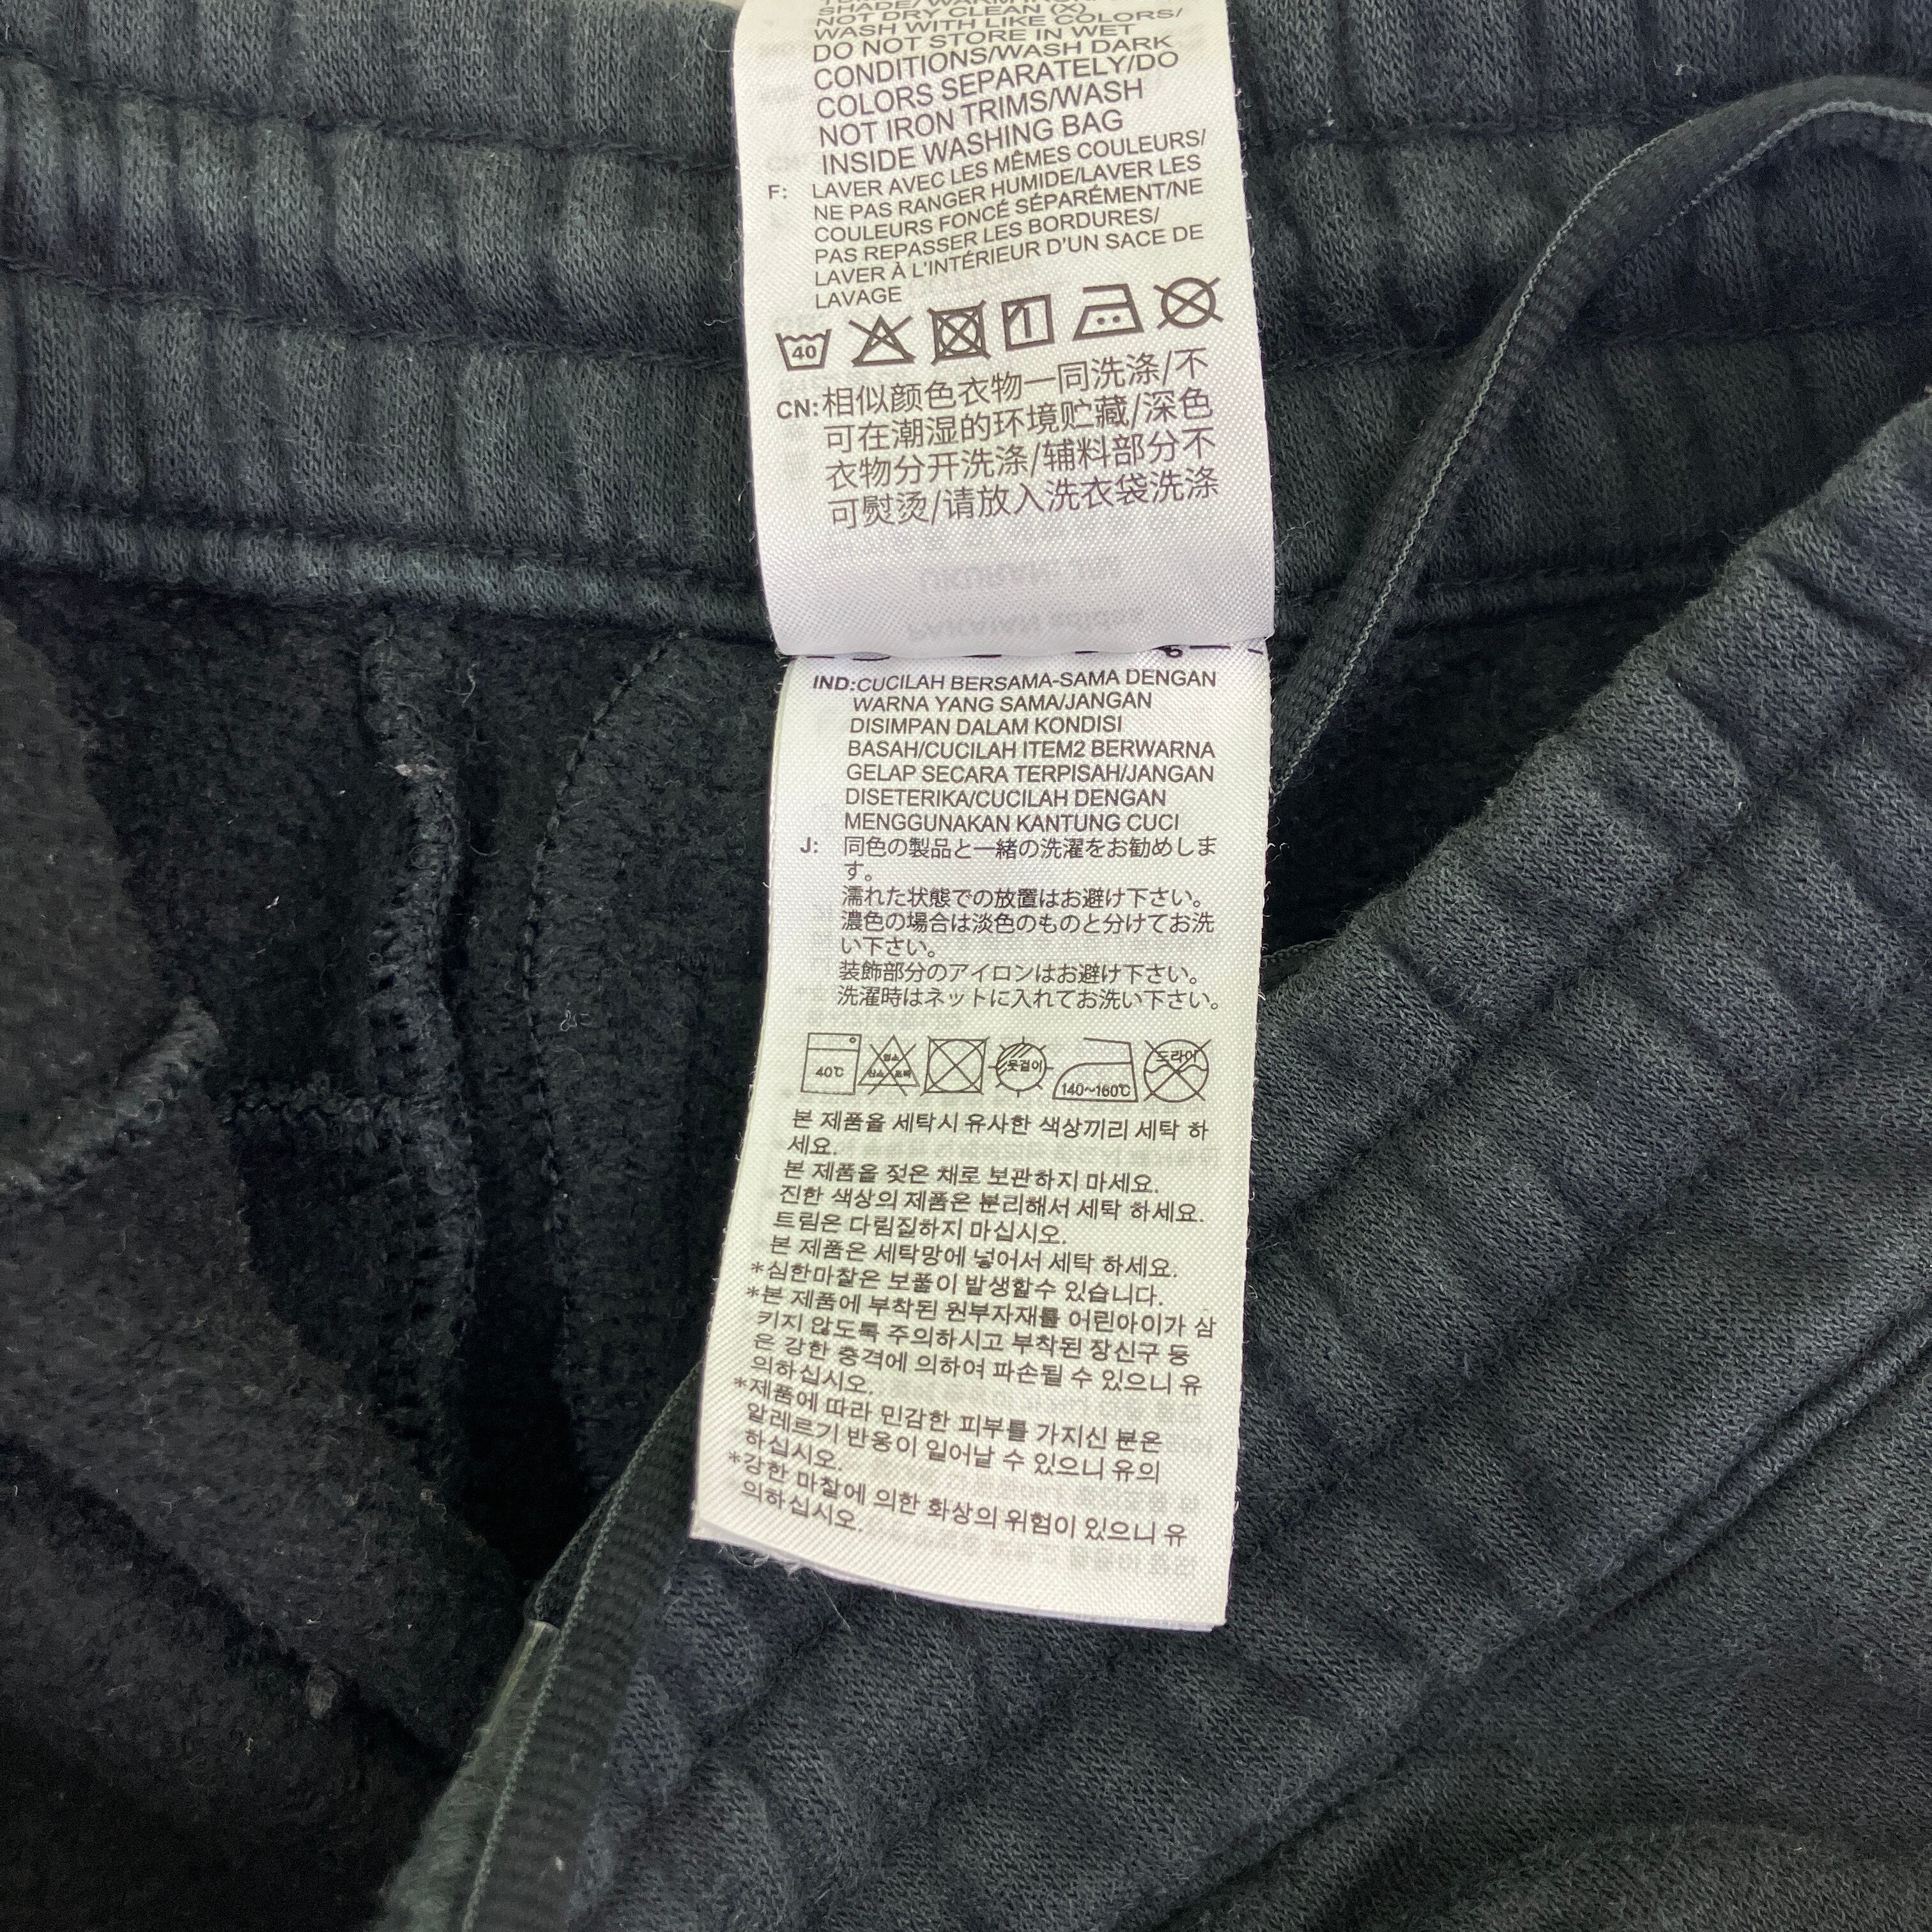 SHADE/WARM IRON/
NOT DRY CLEAN (X)
WASH WITH LIKE COLORS/
DO NOT STORE IN WET
CONDITIONS/WASH DARK
COLORS SEPARATELY/DO
NOT IRON TRIMS/WASH
INSIDE WASHING BAG
F: LAVER AVEC LES MÊMES COULEURS/
NE PAS RANGER HUMIDE/LAVER LES
COULEURS FONCÉ SÉPARÉMENT/NE
PAS REPASSER LES BORDURES/
LAVER À L'INTÉRIEUR D'UN SACE DE
LAVAGE
40
CN:相似颜色衣物一同洗涤/不
可在潮湿的环境贮藏/深色
衣物分开洗涤/辅料部分不
可熨烫/请放入洗衣袋洗涤
IND:CUCILAH BERSAMA-SAMA DENGAN
WARNA YANG SAMA/JANGAN
DISIMPAN DALAM KONDISI
BASAH/CUCILAH ITEM2 BERWARNA
GELAP SECARA TERPISAH/JANGAN
DISETERIKA/CUCILAH DENGAN
MENGGUNAKAN KANTUNG CUCI
J: 同色の製品と一緒の洗濯をお勧めしま
す。
濡れた状態での放置はお避け下さい。
濃色の場合は淡色のものと分けてお洗
い下さい。
装飾部分のアイロンはお避け下さい。
洗濯時はネットに入れてお洗い下さい。
40℃ 옷걸이 140~160℃ 드라이
본 제품을 세탁시 유사한 색상끼리 세탁 하
세요.
본 제품을 젖은 채로 보관하지 마세요.
진한 색상의 제품은 분리해서 세탁 하세요.
트림은 다림질하지 마십시오.
본 제품은 세탁망에 넣어서 세탁 하세요.
*심한마찰은 보풀이 발생할수 있습니다.
*본 제품에 부착된 원부자재를 어린아이가 삼
키지 않도록 주의하시고 부착된 장신구 등
은 강한 충격에 의하여 파손될 수 있으니 유
의하십시오.
*제품에 따라 민감한 피부를 가지신 분은
알레르기 반응이 일어날 수 있으니 유의
하십시오.
*강한 마찰에 의한 화상의 위험이 있으니 유
의하십시오.